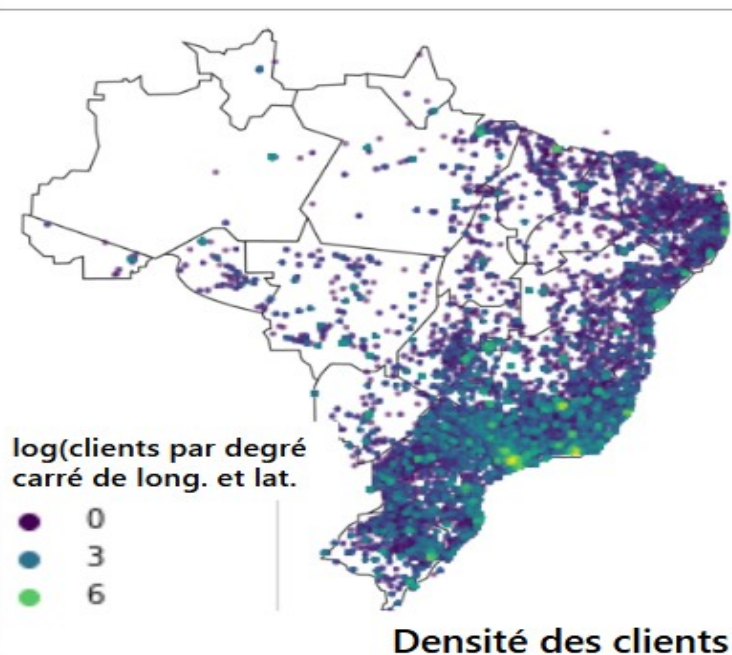 log(clients par degré
carré de long. et lat.
0
3
6
Densité des clients